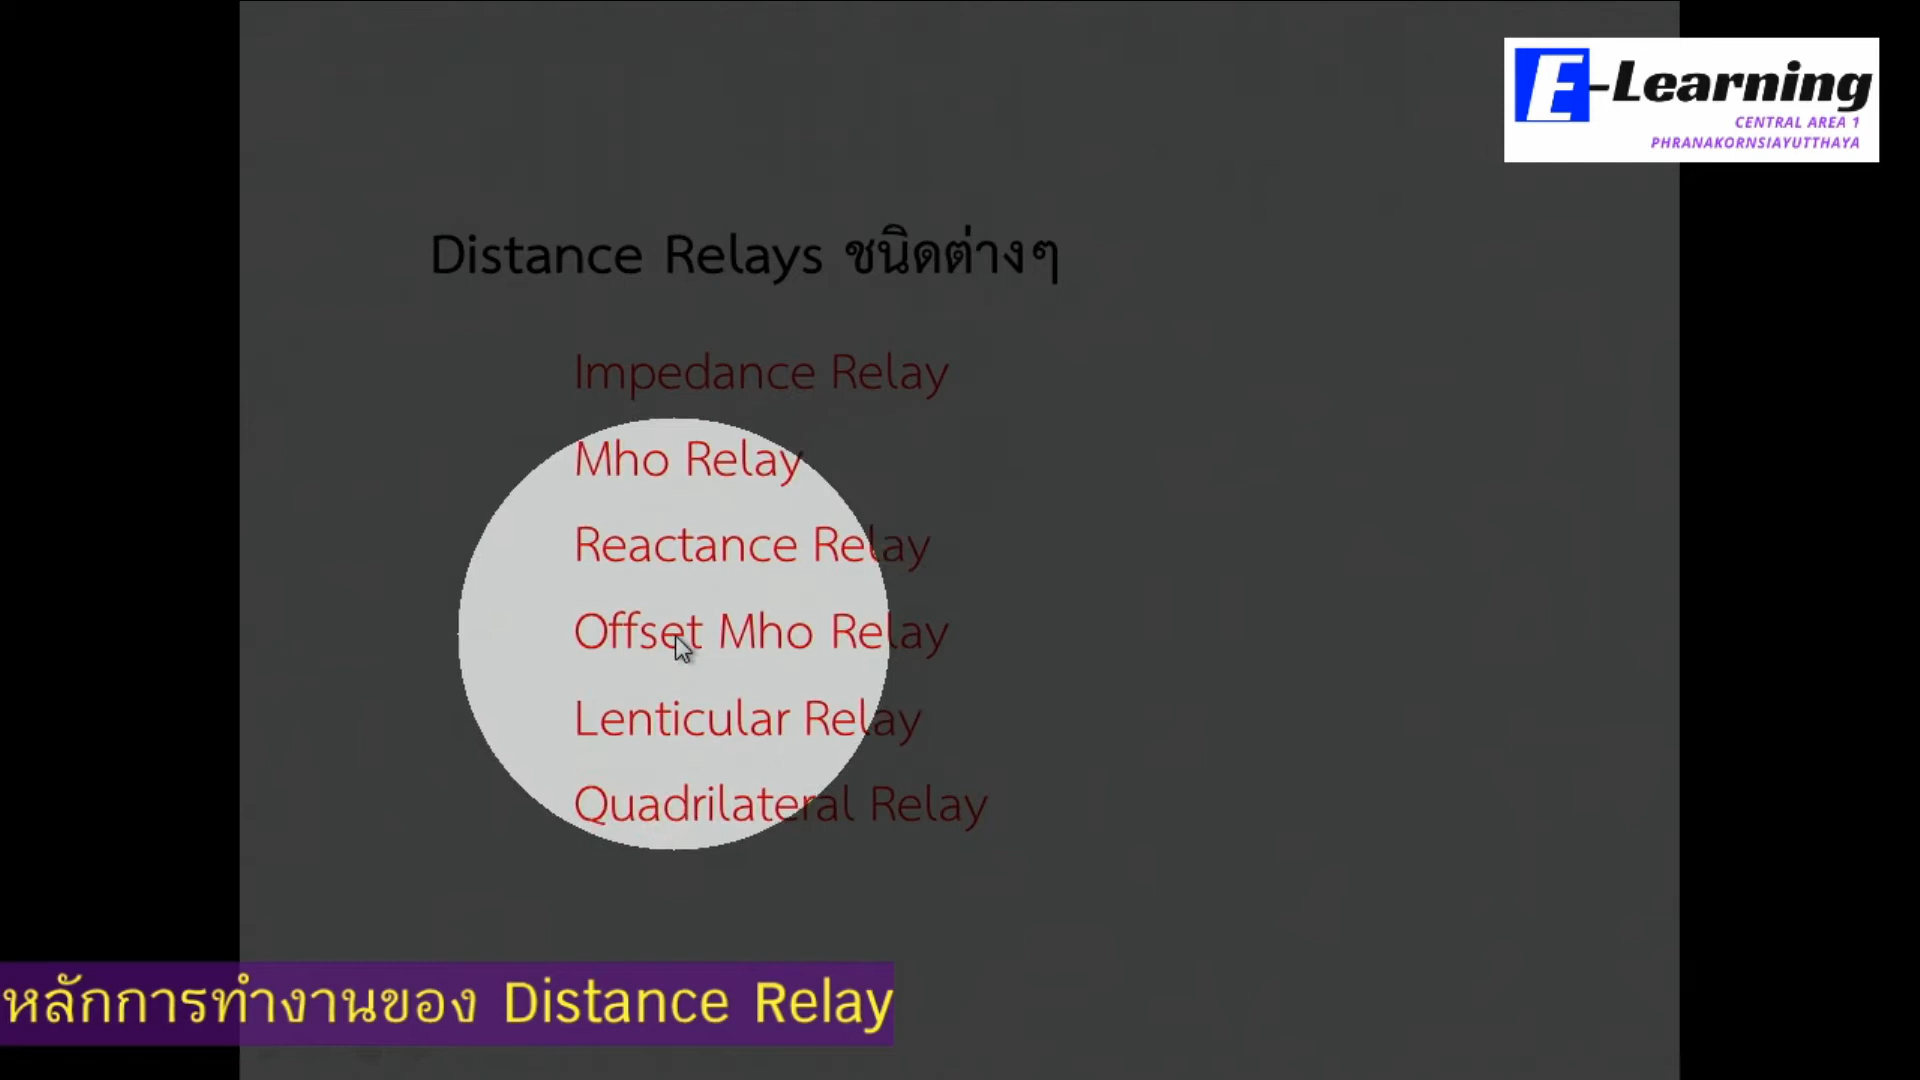 E-Learning
CENTRAL AREA 1
PHRANAKORNSIAYUTTHAYA
Distance Relays ชนิดต่างๆ
Impedance Relay
Mho Relay
Reactance Relay
Offset Mho Relay
Lenticular Relay
Quadrilateral Relay
หลักการทำงานของ Distance Relay